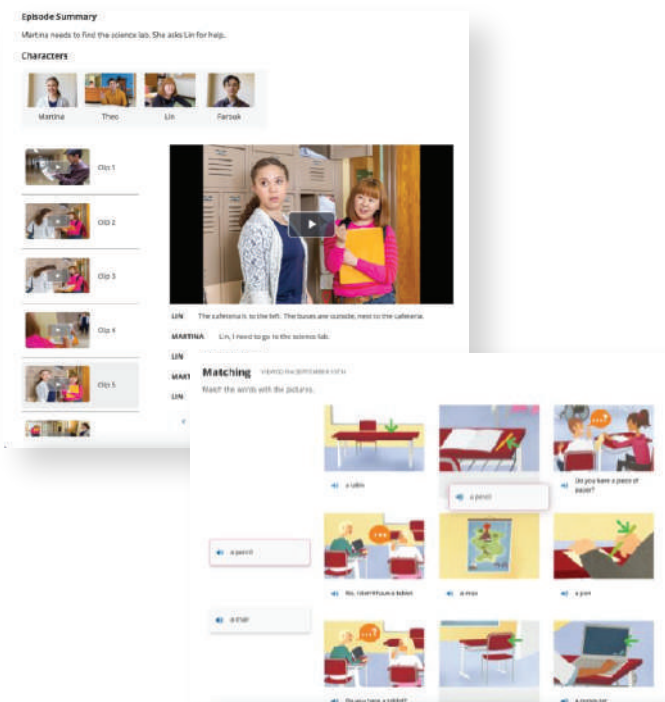 Episode Summary
Martina needs to find the science lab. She asks Lin for help.
Characters
Martina Theo Lin Farouk
Clip 1
Clip 2
Clip 3
Clip 4
Clip 5
LIN The cafeteria is to the left. The buses are outside, next to the cafeteria.
MARTINA Lin, I need to go to the science lab.
LIN
MART
LIN
Matching
Match the words with the pictures.
a table
a pencil
Do you have a piece of
paper?
a pencil
No, I don't have a tablet.
a map
a pen
Do you have a tablet?
a computer